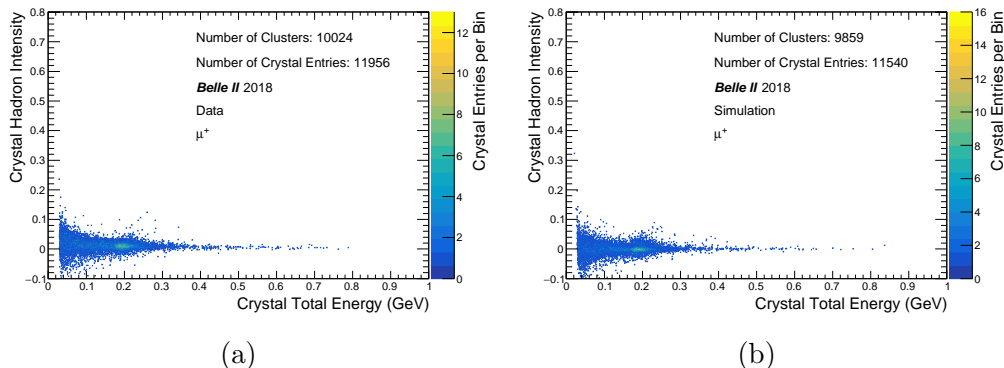 Crystal Hadron Intensity
0.8
0.7
0.6
0.5
0.4
0.3
0.2
0.1
0
−0.1
0 0.1 0.2 0.3 0.4 0.5 0.6 0.7 0.8 0.9 1
Crystal Total Energy (GeV)
Number of Clusters: 10024
Number of Crystal Entries: 11956
Belle II 2018
Data
μ⁺
12
10
8
6
4
2
0
Crystal Entries per Bin
(a)
Crystal Hadron Intensity
0.8
0.7
0.6
0.5
0.4
0.3
0.2
0.1
0
−0.1
0 0.1 0.2 0.3 0.4 0.5 0.6 0.7 0.8 0.9 1
Crystal Total Energy (GeV)
Number of Clusters: 9859
Number of Crystal Entries: 11540
Belle II 2018
Simulation
μ⁺
16
14
12
10
8
6
4
2
0
Crystal Entries per Bin
(b)